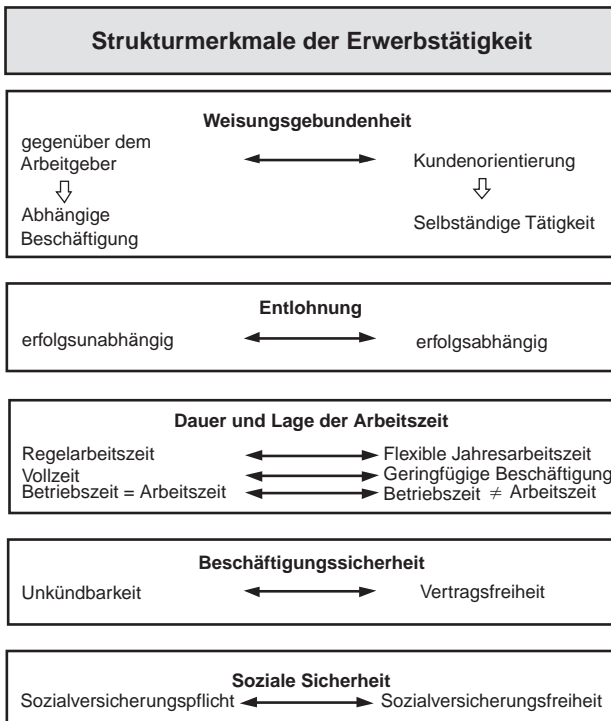 Strukturmerkmale der Erwerbstätigkeit
Weisungsgebundenheit
gegenüber dem
Arbeitgeber
Kundenorientierung
Abhängige
Beschäftigung
Selbständige Tätigkeit
Entlohnung
erfolgsunabhängig
erfolgsabhängig
Dauer und Lage der Arbeitszeit
Regelarbeitszeit Flexible Jahresarbeitszeit
Vollzeit Geringfügige Beschäftigung
Betriebszeit = Arbeitszeit Betriebszeit ≠ Arbeitszeit
Beschäftigungssicherheit
Unkündbarkeit Vertragsfreiheit
Soziale Sicherheit
Sozialversicherungspflicht Sozialversicherungsfreiheit